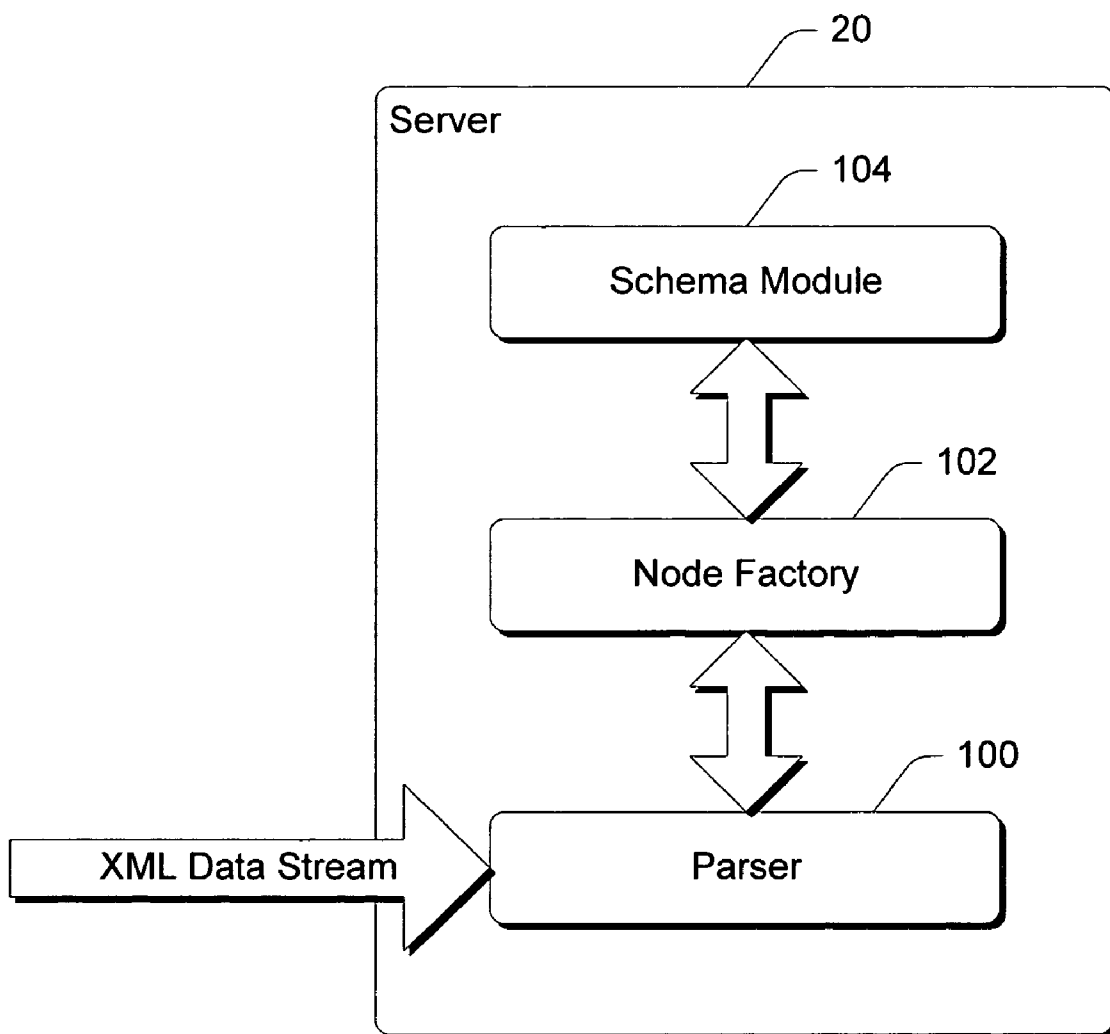 20
Server
104
Schema Module
102
Node Factory
100
XML Data Stream
Parser